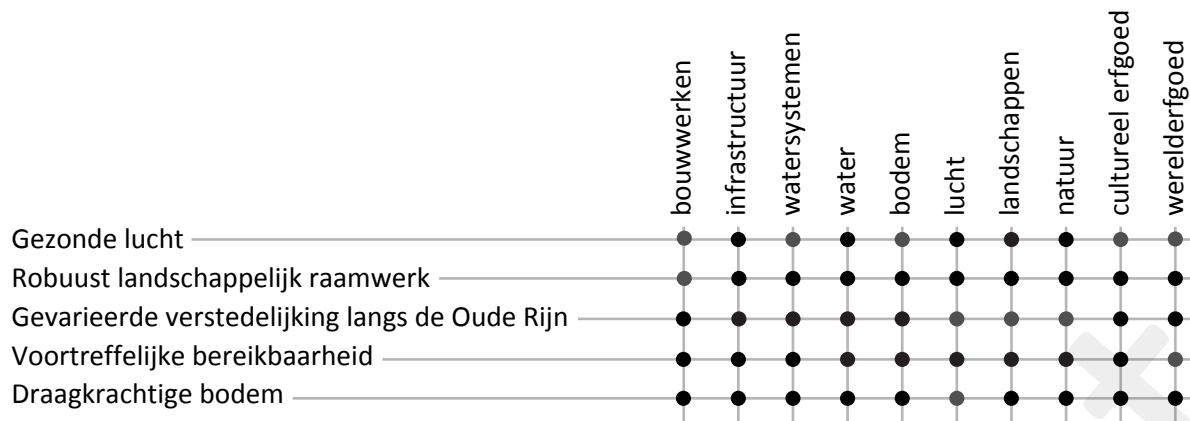 bouwwerken
infrastructuur
watersystemen
water
bodem
lucht
landschappen
natuur
cultureel erfgoed
werelderfgoed
Gezonde lucht
Robuust landschappelijk raamwerk
Gevarieerde verstedelijking langs de Oude Rijn
Voortreffelijke bereikbaarheid
Draagkrachtige bodem